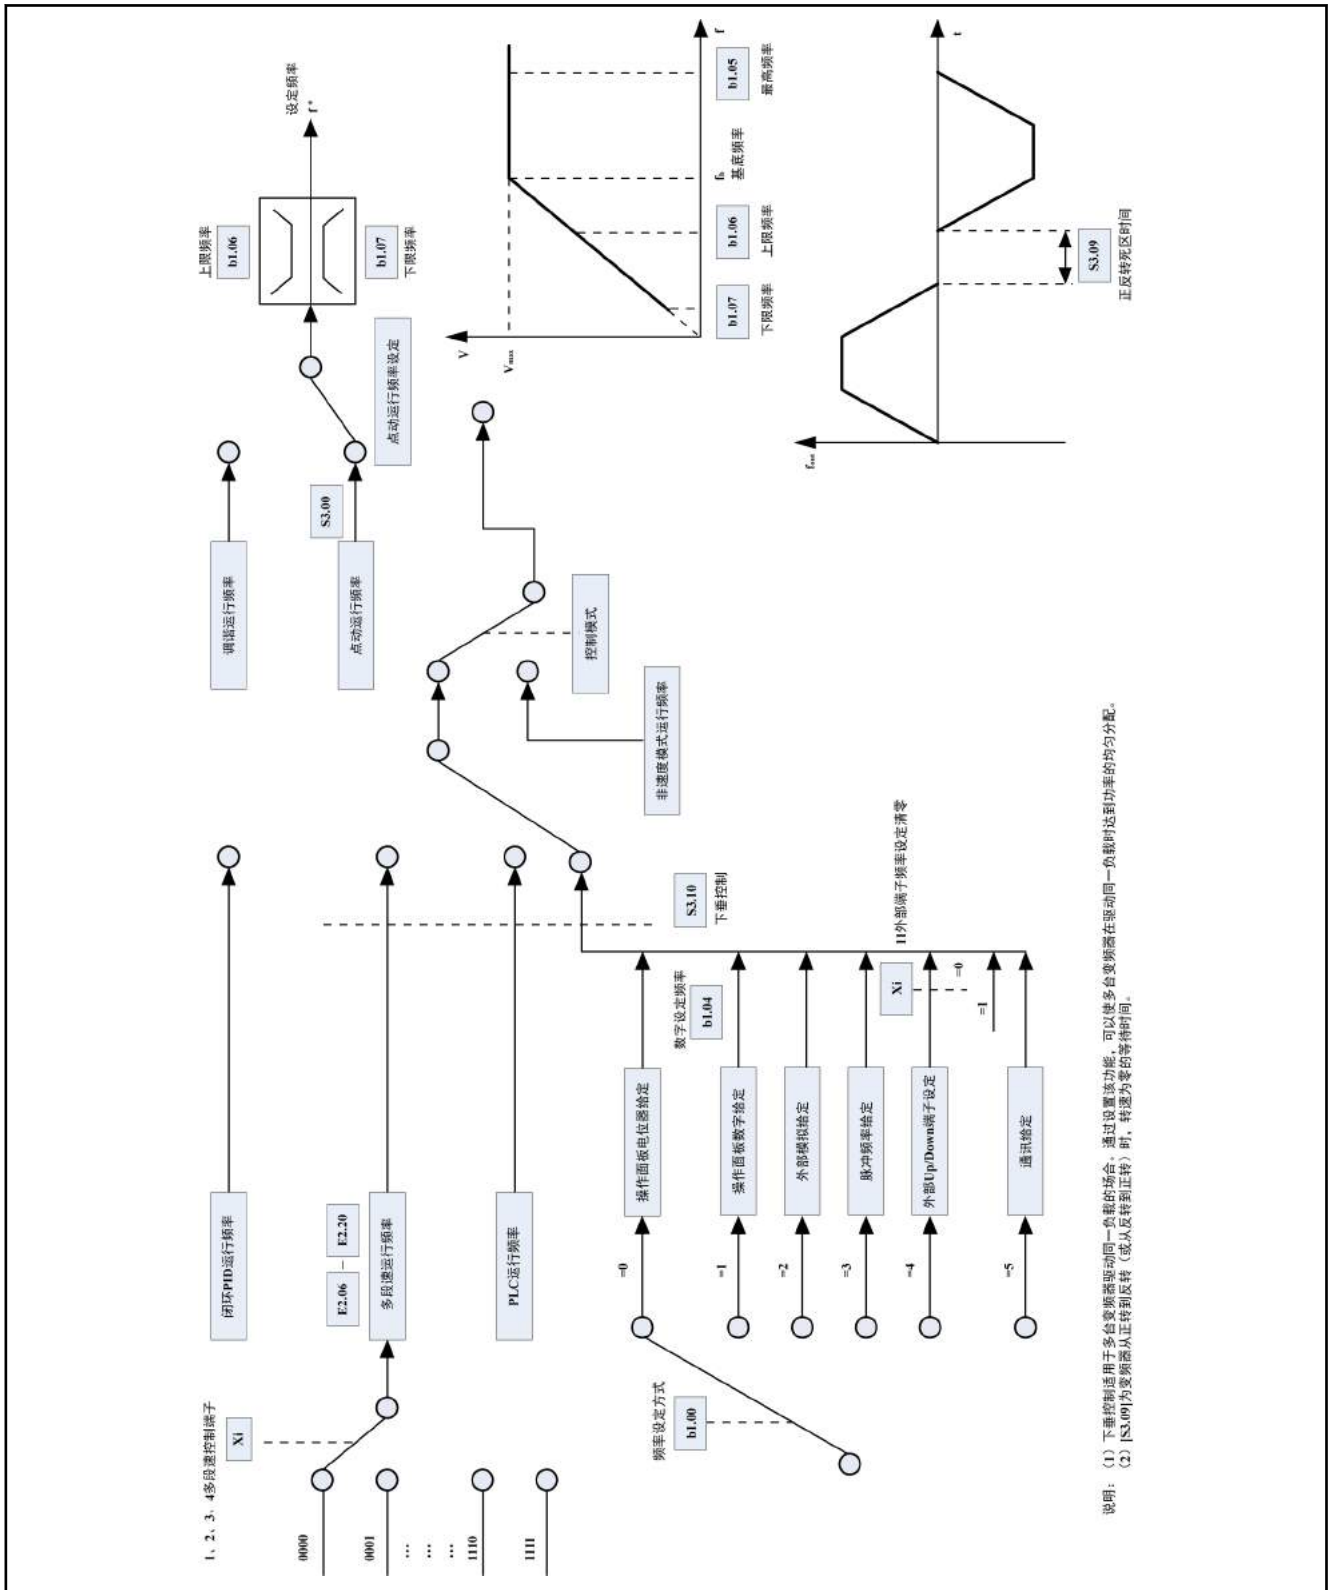 1、2、3、4多段速控制端子
Xi
0000
0001
…
…
…
1110
1111
闭环PID运行频率
E2.06 — E2.20
多段速运行频率
PLC运行频率
频率设定方式
b1.00
=0
=1
=2
=3
=4
=5
操作面板电位器给定
操作面板数字给定
外部模拟给定
脉冲频率给定
外部Up/Down端子设定
通讯给定
数字设定频率
b1.04
Xi
11外部端子频率设定清零
=0
=1
S3.10
下垂控制
非速度模式运行频率
控制模式
调谐运行频率
点动运行频率
S3.00
点动运行频率设定
上限频率
b1.06
b1.07
下限频率
设定频率
f*
V
Vmax
f
b1.07
下限频率
b1.06
上限频率
fb
基底频率
b1.05
最高频率
fout
t
S3.09
正反转死区时间
说明：（1）下垂控制适用于多台变频器驱动同一负载的场合。通过设置该功能，可以使多台变频器在驱动同一负载时达到功率的均匀分配。
（2）[S3.09]为变频器从正转到反转（或从反转到正转）时，转速为零的等待时间。